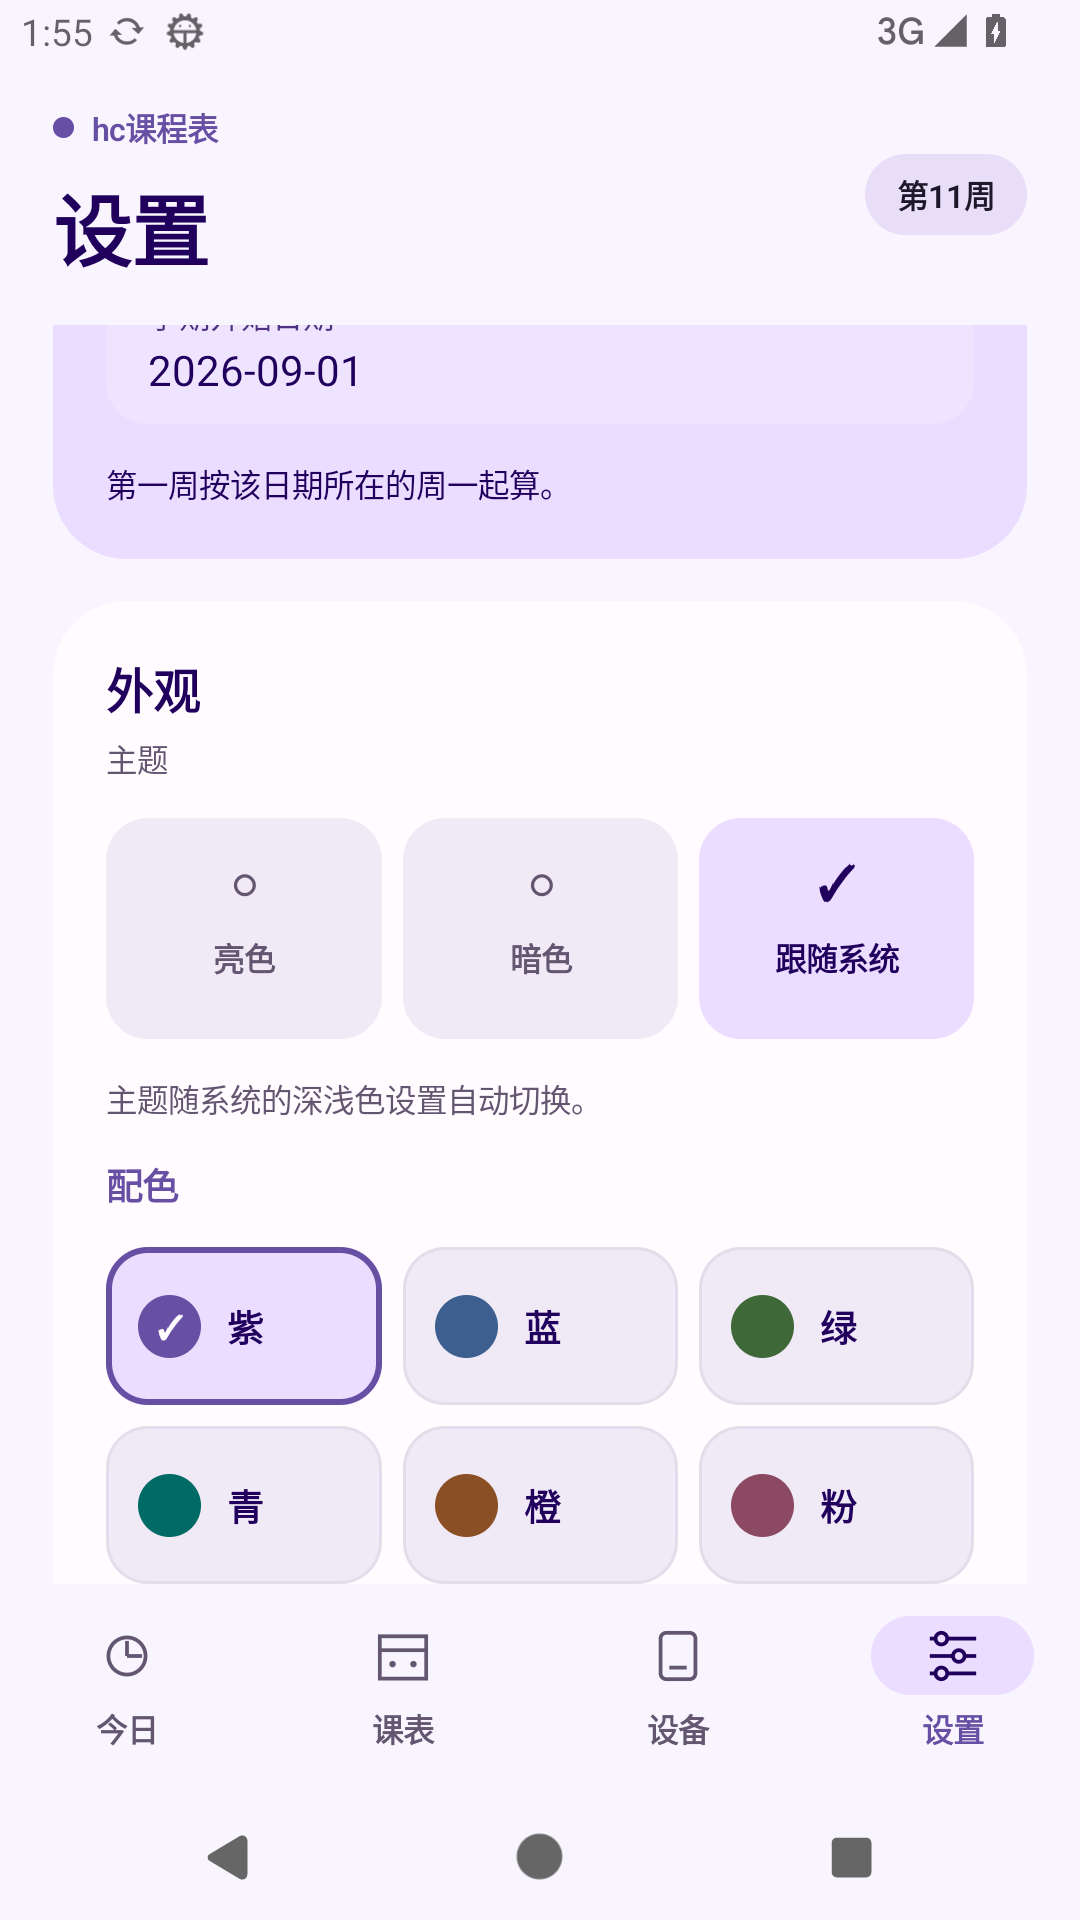 1:55
3G
hc课程表
设置
第11周
2026-09-01
第一周按该日期所在的周一起算。
外观
主题
亮色
暗色
跟随系统
主题随系统的深浅色设置自动切换。
配色
紫
蓝
绿
青
橙
粉
今日
课表
设备
设置